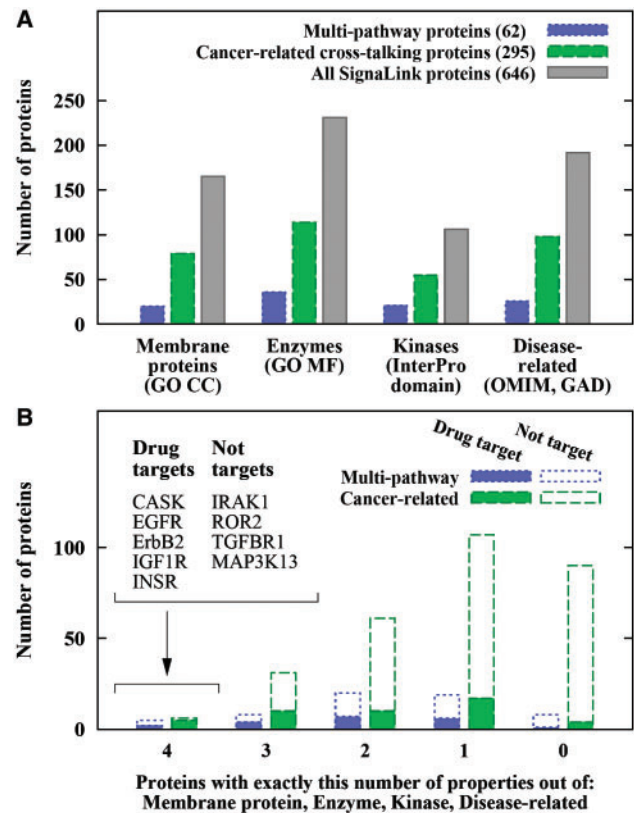 A
Multi-pathway proteins (62)
Cancer-related cross-talking proteins (295)
All SignaLink proteins (646)
Number of proteins
250
200
150
100
50
0
Membrane proteins (GO CC)
Enzymes (GO MF)
Kinases (InterPro domain)
Disease-related (OMIM, GAD)
B
Drug targets
Not targets
CASK
EGFR
ErbB2
IGF1R
INSR
IRAK1
ROR2
TGFBR1
MAP3K13
Drug target
Not target
Multi-pathway
Cancer-related
Number of proteins
100
50
0
4 3 2 1 0
Proteins with exactly this number of properties out of:
Membrane protein, Enzyme, Kinase, Disease-related